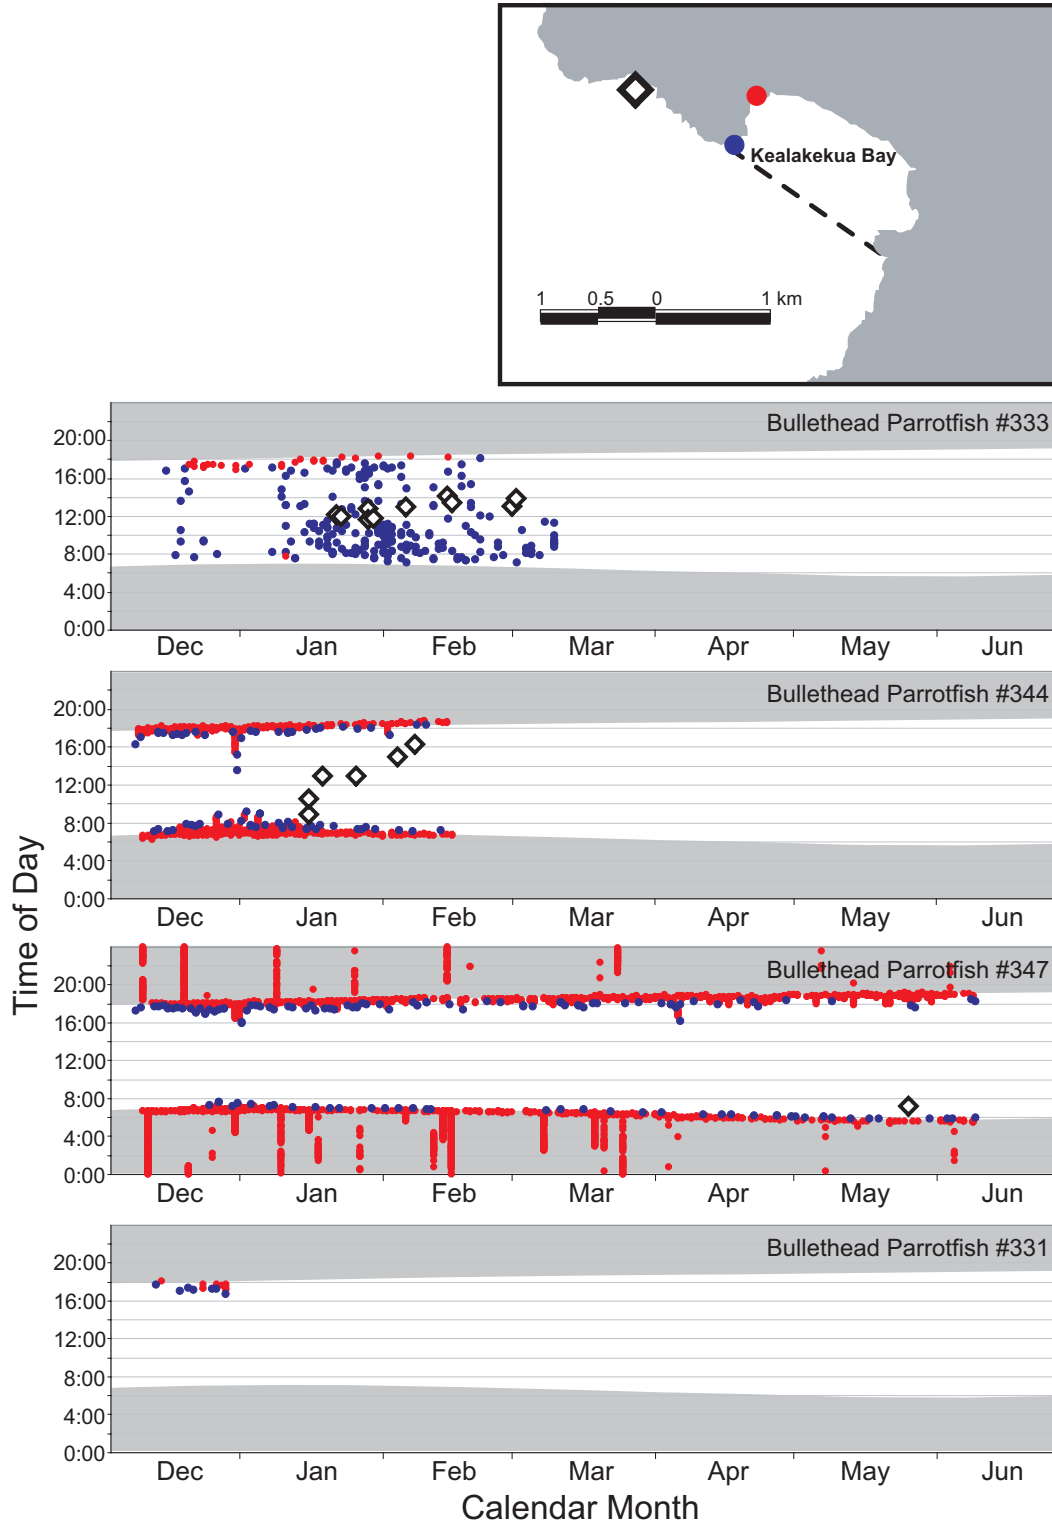 Kealakekua Bay
1 0.5 0 1 km
Bullethead Parrotfish #333
20:00
16:00
12:00
8:00
4:00
0:00
Dec Jan Feb Mar Apr May Jun
Bullethead Parrotfish #344
20:00
16:00
12:00
8:00
4:00
0:00
Dec Jan Feb Mar Apr May Jun
Time of Day
Bullethead Parrotfish #347
20:00
16:00
12:00
8:00
4:00
0:00
Dec Jan Feb Mar Apr May Jun
Bullethead Parrotfish #331
20:00
16:00
12:00
8:00
4:00
0:00
Dec Jan Feb Mar Apr May Jun
Calendar Month